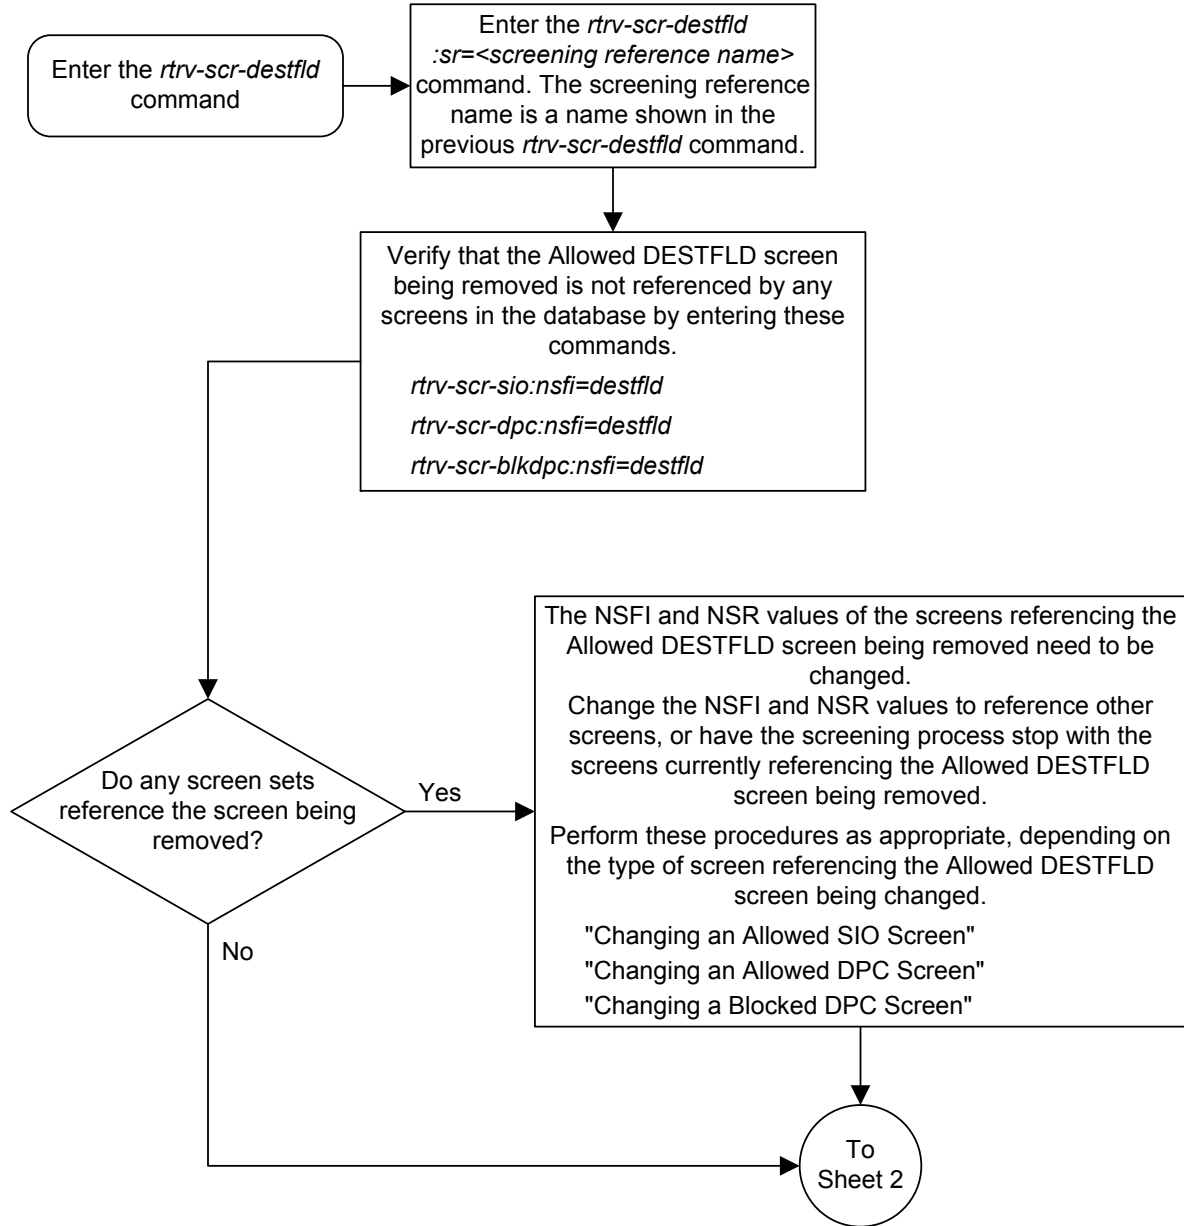 Enter the rtrv-scr-destfld
command
Enter the rtrv-scr-destfld
:sr=<screening reference name>
command. The screening reference
name is a name shown in the
previous rtrv-scr-destfld command.
Verify that the Allowed DESTFLD screen
being removed is not referenced by any
screens in the database by entering these
commands.
rtrv-scr-sio:nsfi=destfld
rtrv-scr-dpc:nsfi=destfld
rtrv-scr-blkdpc:nsfi=destfld
Do any screen sets
reference the screen being
removed?
Yes
No
The NSFI and NSR values of the screens referencing the
Allowed DESTFLD screen being removed need to be
changed.
Change the NSFI and NSR values to reference other
screens, or have the screening process stop with the
screens currently referencing the Allowed DESTFLD
screen being removed.
Perform these procedures as appropriate, depending on
the type of screen referencing the Allowed DESTFLD
screen being changed.
"Changing an Allowed SIO Screen"
"Changing an Allowed DPC Screen"
"Changing a Blocked DPC Screen"
To
Sheet 2